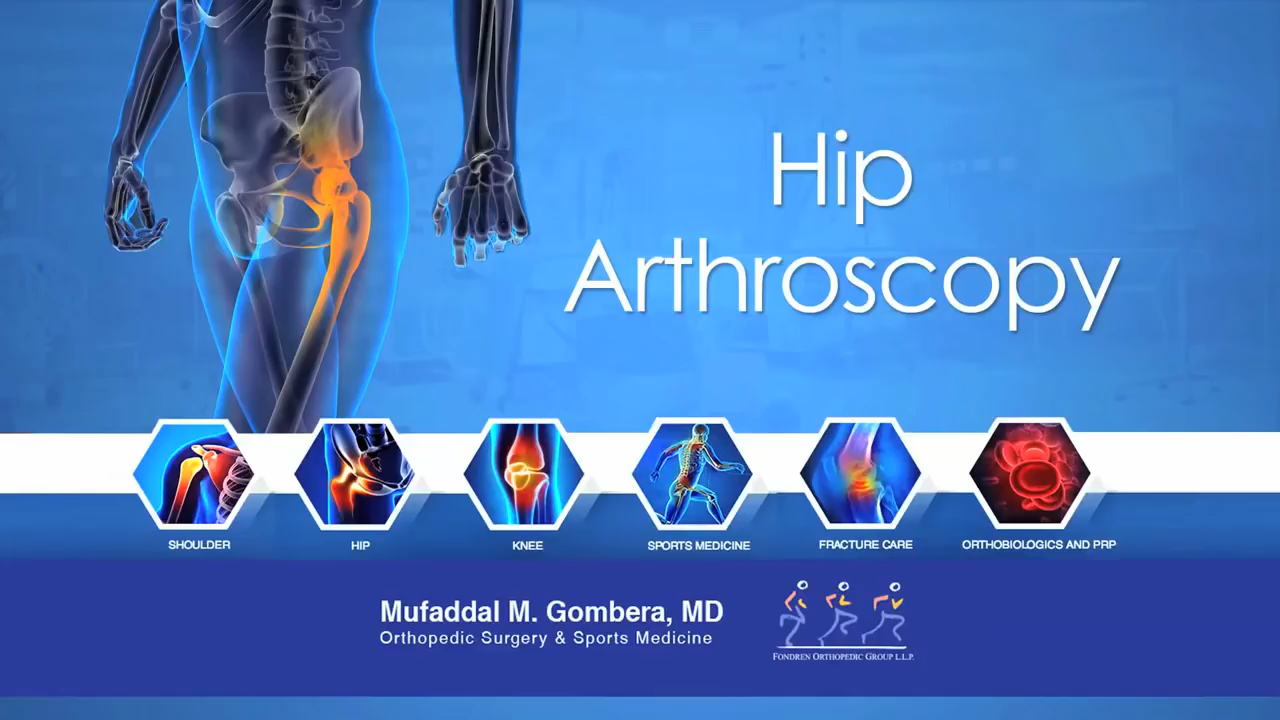 Hip
Arthroscopy
SHOULDER
HIP
KNEE
SPORTS MEDICINE
FRACTURE CARE
ORTHOBIOLOGICS AND PRP
Mufaddal M. Gombera, MD
Orthopedic Surgery & Sports Medicine
FONDREN ORTHOPEDIC GROUP L.L.P.